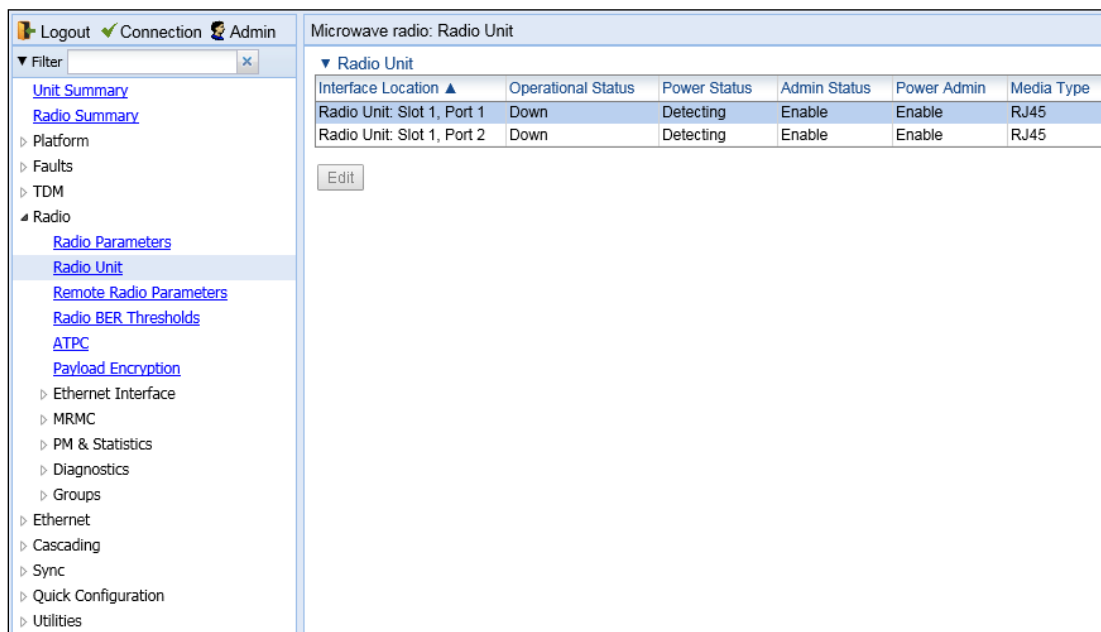 Logout Connection Admin
Filter
Unit Summary
Radio Summary
Platform
Faults
TDM
Radio
Radio Parameters
Radio Unit
Remote Radio Parameters
Radio BER Thresholds
ATPC
Payload Encryption
Ethernet Interface
MRMC
PM & Statistics
Diagnostics
Groups
Ethernet
Cascading
Sync
Quick Configuration
Utilities
Microwave radio: Radio Unit
▼ Radio Unit
Interface Location ▲ Operational Status Power Status Admin Status Power Admin Media Type
Radio Unit: Slot 1, Port 1 Down Detecting Enable Enable RJ45
Radio Unit: Slot 1, Port 2 Down Detecting Enable Enable RJ45
Edit